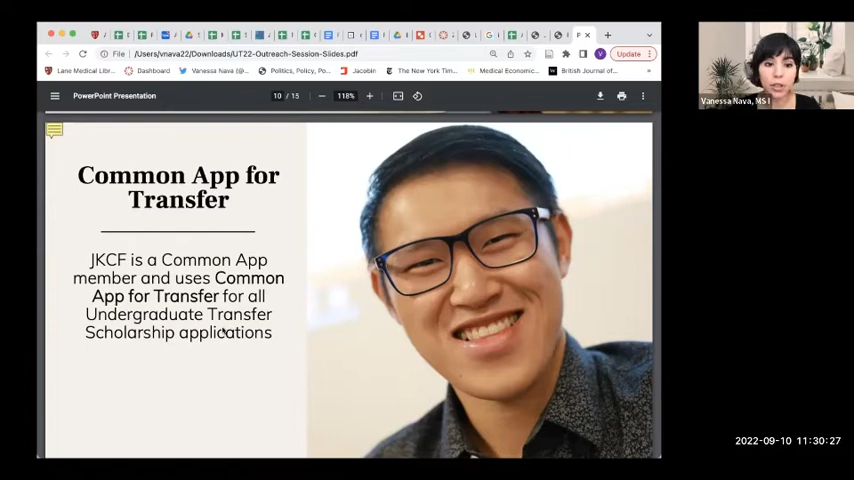 File
/Users/vnava22/Downloads/UT22-Outreach-Session-Slides.pdf
Update
Lane Medical Libr...
Dashboard
Vanessa Nava (@v...
Politics, Policy, Po...
Jacobin
The New York Tim...
Medical Economic...
British Journal of...
PowerPoint Presentation
10 / 15
118%
Common App for
Transfer
JKCF is a Common App
member and uses Common
App for Transfer for all
Undergraduate Transfer
Scholarship applications
Vanessa Nava, MS I
2022-09-10 11:30:27